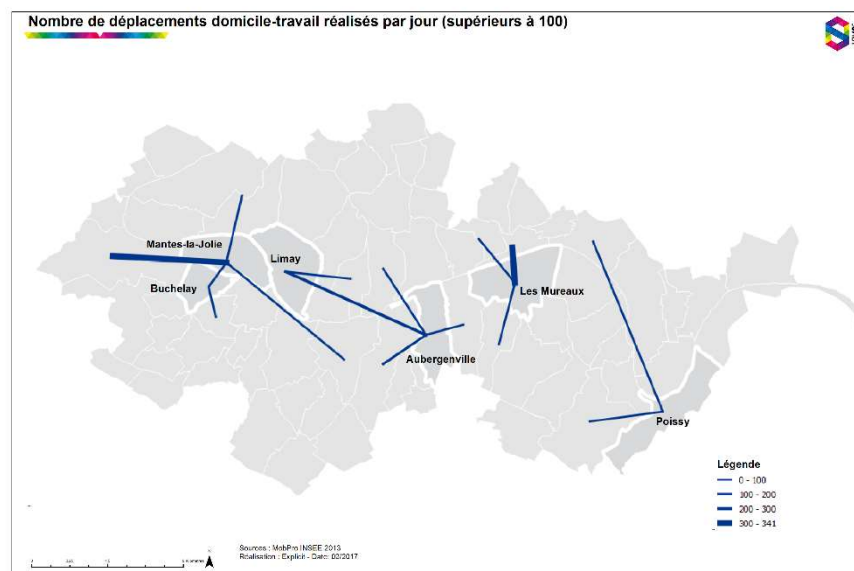 Nombre de déplacements domicile-travail réalisés par jour (supérieurs à 100)
Mantes-la-Jolie
Limay
Buchelay
Les Mureaux
Aubergenville
Poissy
Légende
0 - 100
100 - 200
200 - 300
300 - 341
Sources : MobPro INSEE 2013
Réalisation : Explicit - Date: 02/2017